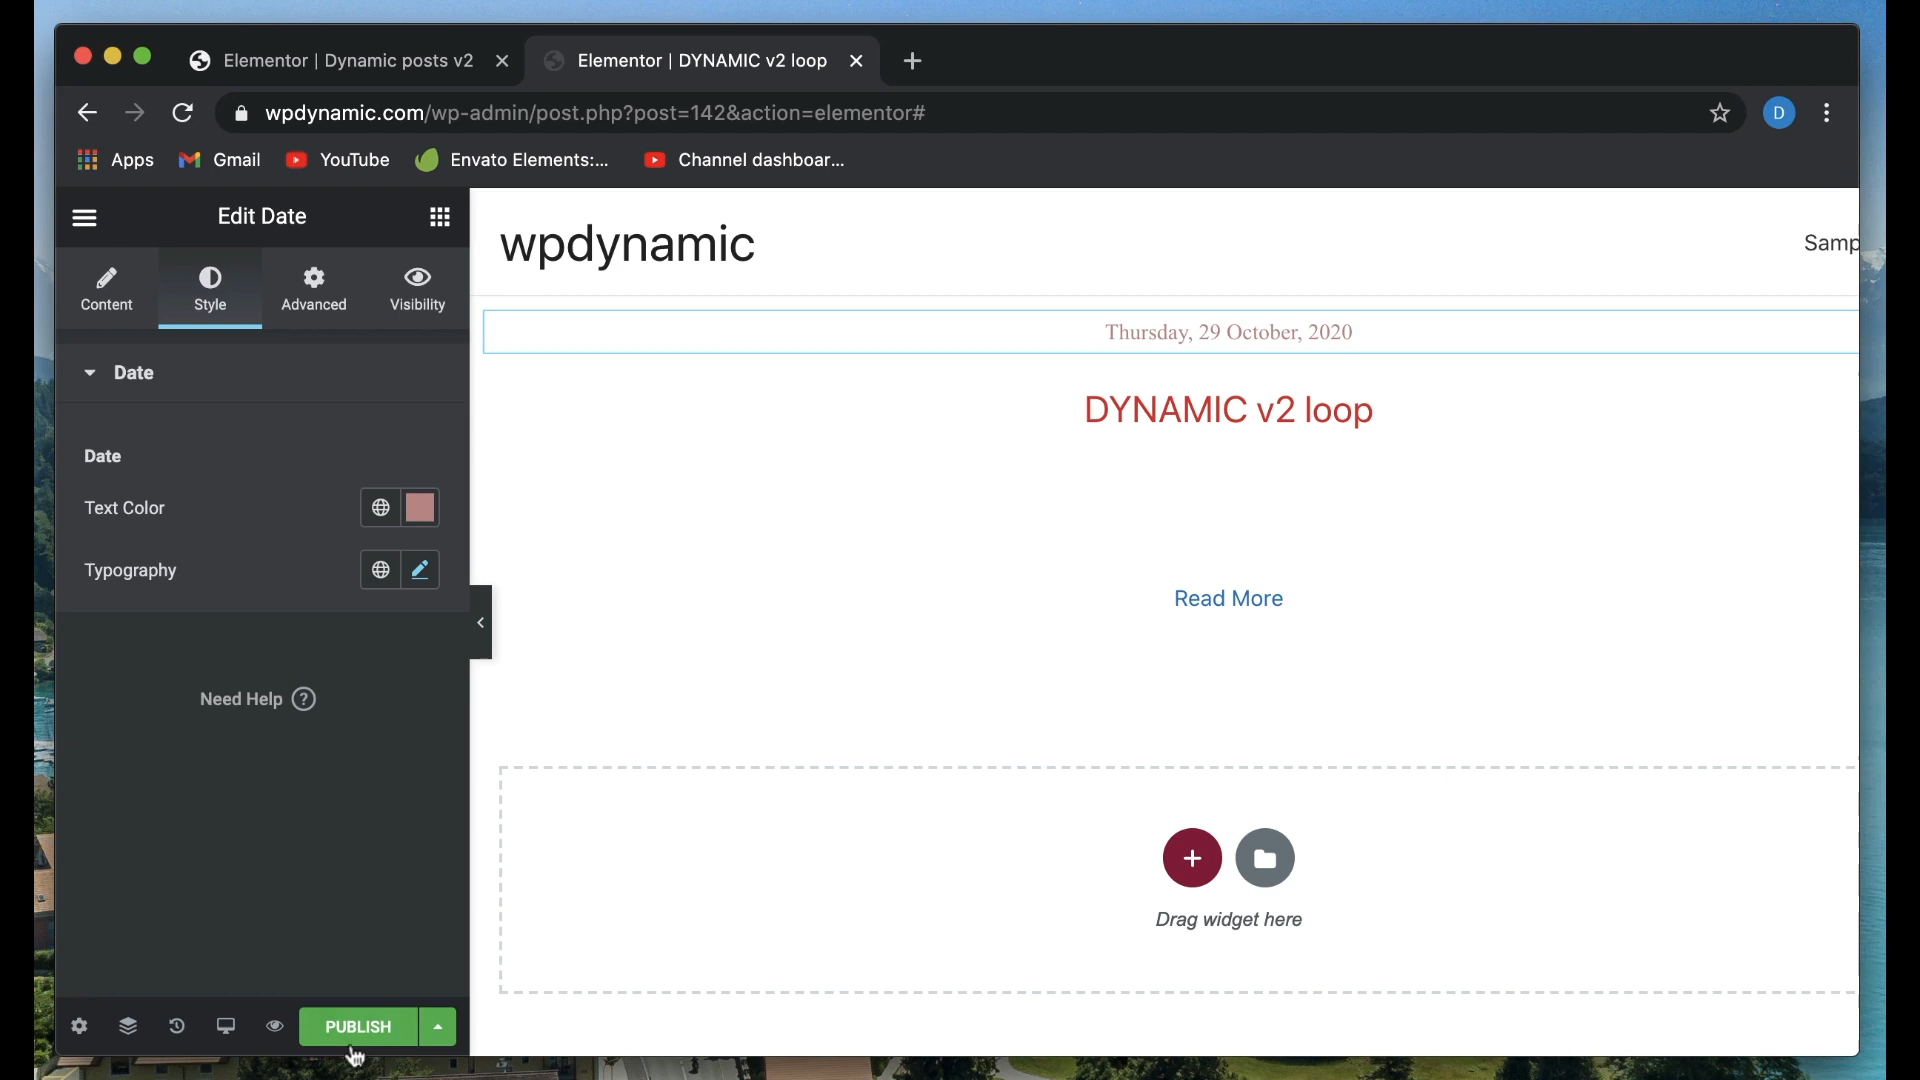 Elementor | Dynamic posts v2
Elementor | DYNAMIC v2 loop
wpdynamic.com/wp-admin/post.php?post=142&action=elementor#
D
Apps
Gmail
YouTube
Envato Elements:...
Channel dashboar...
Edit Date
Content
Style
Advanced
Visibility
Date
Date
Text Color
Typography
Need Help ?
PUBLISH
wpdynamic
Samp
Thursday, 29 October, 2020
DYNAMIC v2 loop
Read More
Drag widget here